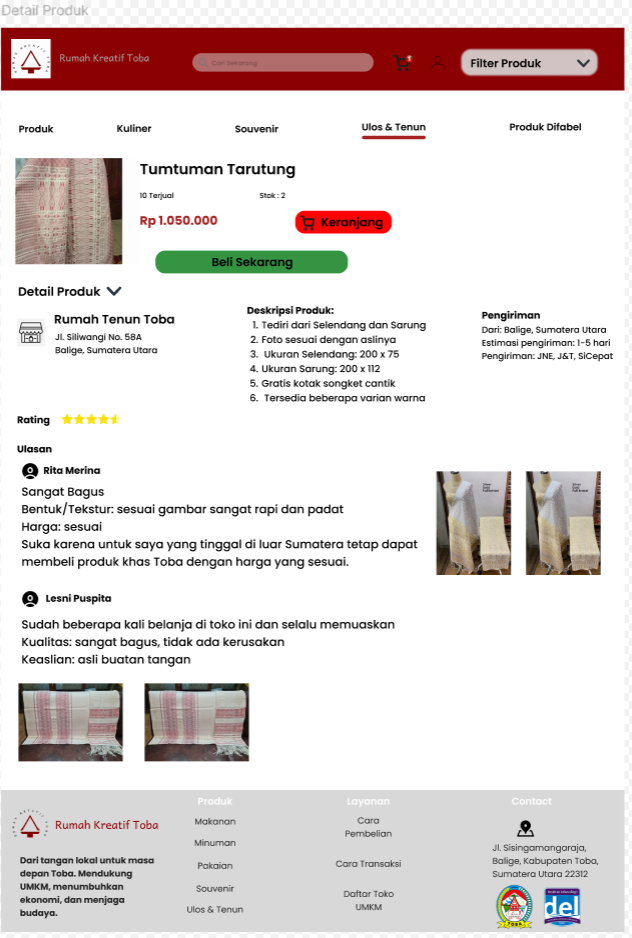 Detail Produk
Rumah Kreatif Toba
Cari Sekarang
Filter Produk
Produk
Kuliner
Souvenir
Ulos & Tenun
Produk Difabel
Tumtuman Tarutung
10 Terjual
Stok : 2
Rp 1.050.000
Keranjang
Beli Sekarang
Detail Produk
Rumah Tenun Toba
Jl. Siliwangi No. 58A
Balige, Sumatera Utara
Deskripsi Produk:
1. Tediri dari Selendang dan Sarung
2. Foto sesuai dengan aslinya
3. Ukuran Selendang: 200 x 75
4. Ukuran Sarung: 200 x 112
5. Gratis kotak songket cantik
6. Tersedia beberapa varian warna
Pengiriman
Dari: Balige, Sumatera Utara
Estimasi pengiriman: 1-5 hari
Pengiriman: JNE, J&T, SiCepat
Rating
Ulasan
Rita Merina
Sangat Bagus
Bentuk/Tekstur: sesuai gambar sangat rapi dan padat
Harga: sesuai
Suka karena untuk saya yang tinggal di luar Sumatera tetap dapat
membeli produk khas Toba dengan harga yang sesuai.
Lesni Puspita
Sudah beberapa kali belanja di toko ini dan selalu memuaskan
Kualitas: sangat bagus, tidak ada kerusakan
Keaslian: asli buatan tangan
Rumah Kreatif Toba
Dari tangan lokal untuk masa
depan Toba. Mendukung
UMKM, menumbuhkan
ekonomi, dan menjaga
budaya.
Produk
Makanan
Minuman
Pakaian
Souvenir
Ulos & Tenun
Layanan
Cara
Pembelian
Cara Transaksi
Daftar Toko
UMKM
Contact
Jl. Sisingamangaraja,
Balige, Kabupaten Toba,
Sumatera Utara 22312
TOBA
del